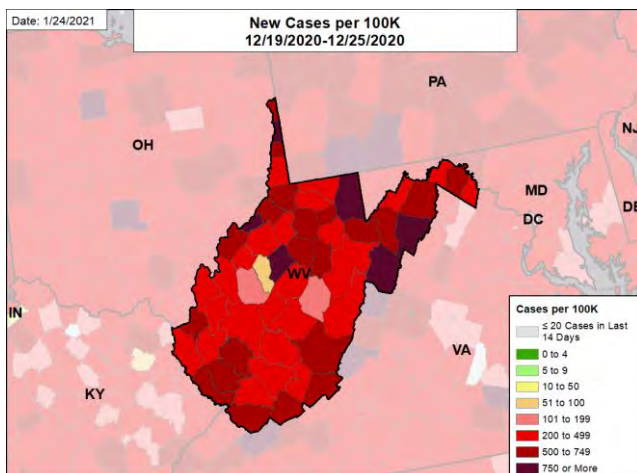 Date: 1/24/2021
New Cases per 100K
12/19/2020-12/25/2020
PA
OH
NJ
MD
DE
DC
WV
IN
VA
KY
Cases per 100K
≤ 20 Cases in Last
14 Days
0 to 4
5 to 9
10 to 50
51 to 100
101 to 199
200 to 499
500 to 749
750 or More